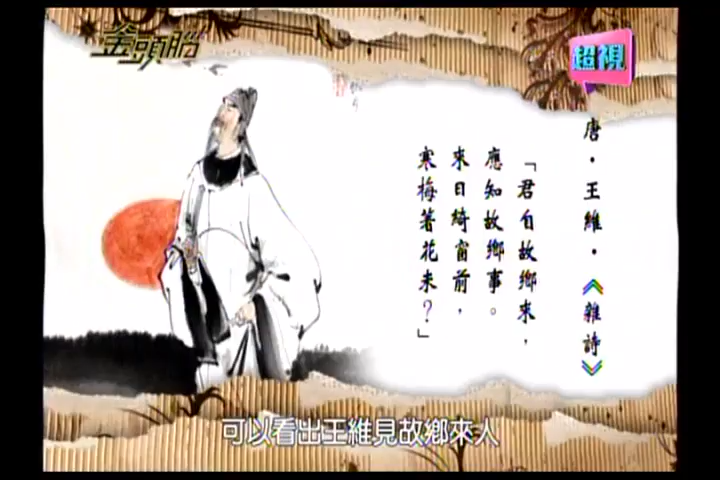 金頭腦
超視
唐·王維·《雜詩》
「君自故鄉來，
應知故鄉事。
來日綺窗前，
寒梅著花未？」
可以看出王維見故鄉來人